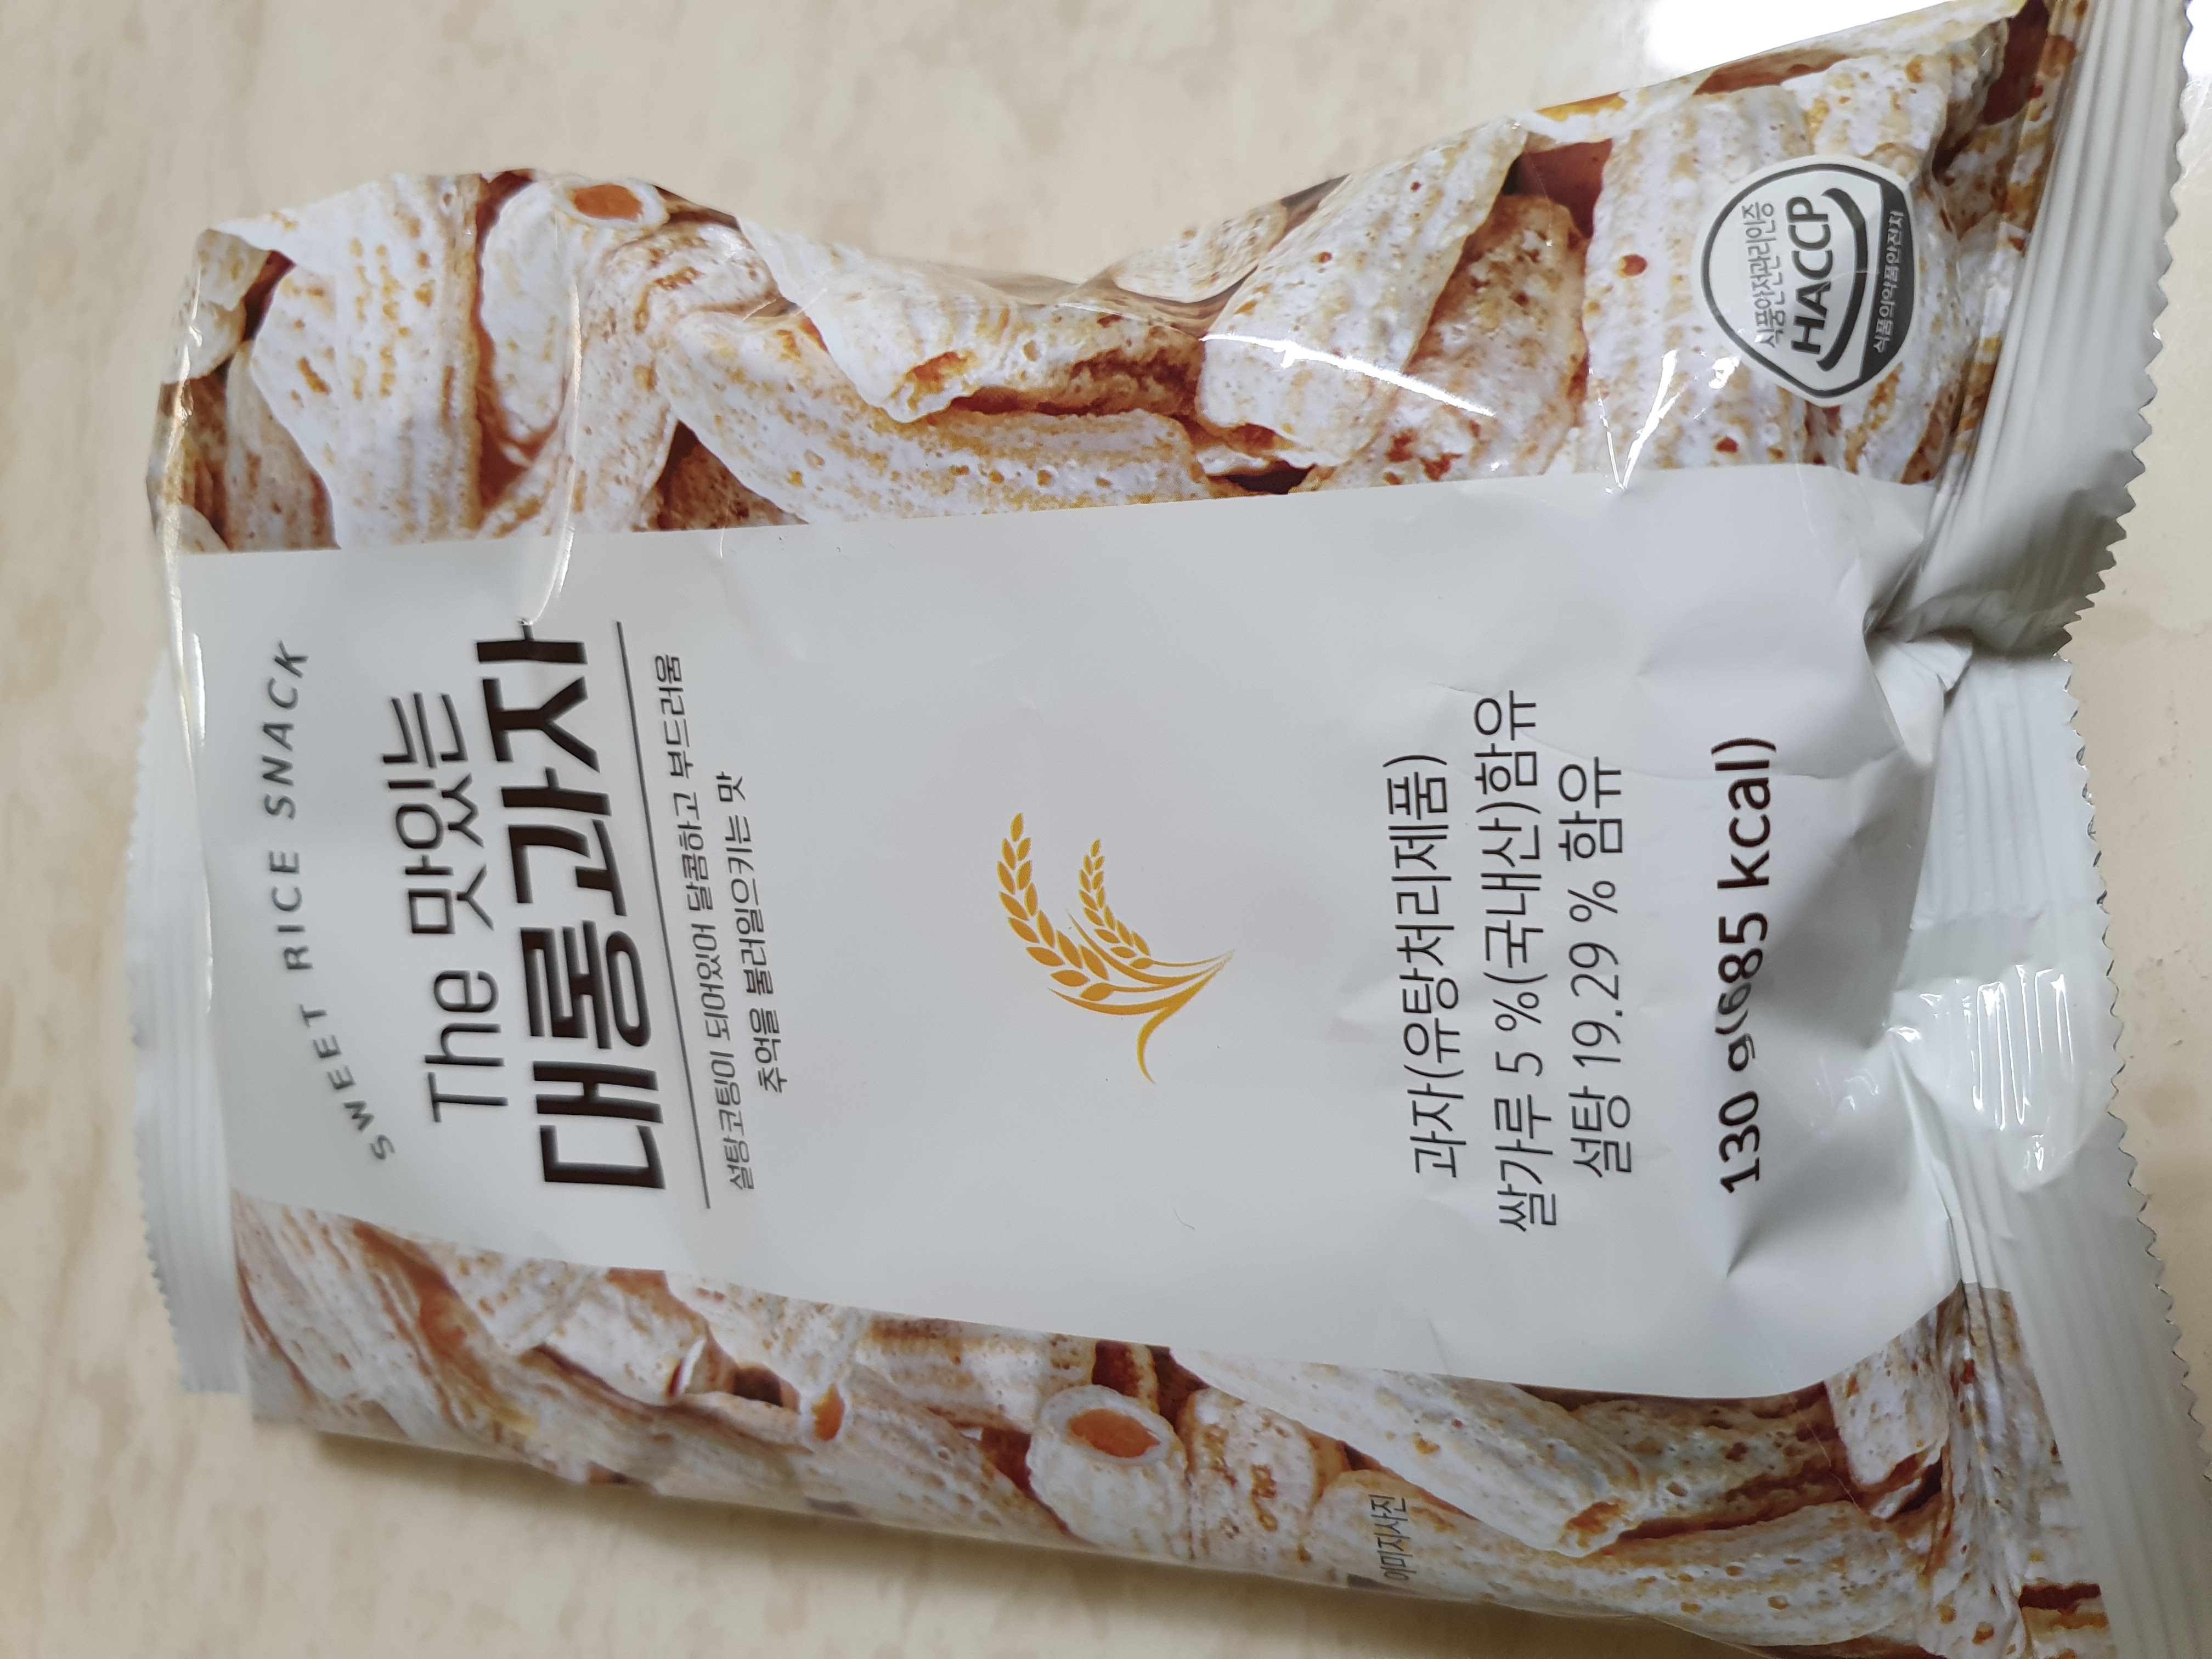 SWEET RICE SNACK
The 맛있는
대롱과자
설탕코팅이 되어있어 달콤하고 부드러움
추억을 불러일으키는 맛
과자(유탕처리제품)
쌀가루 5 %(국내산)함유
설탕 19.29 % 함유
130 g(685 kcal)
식품안전관리인증
HACCP
식품의약품안전처
이미지사진